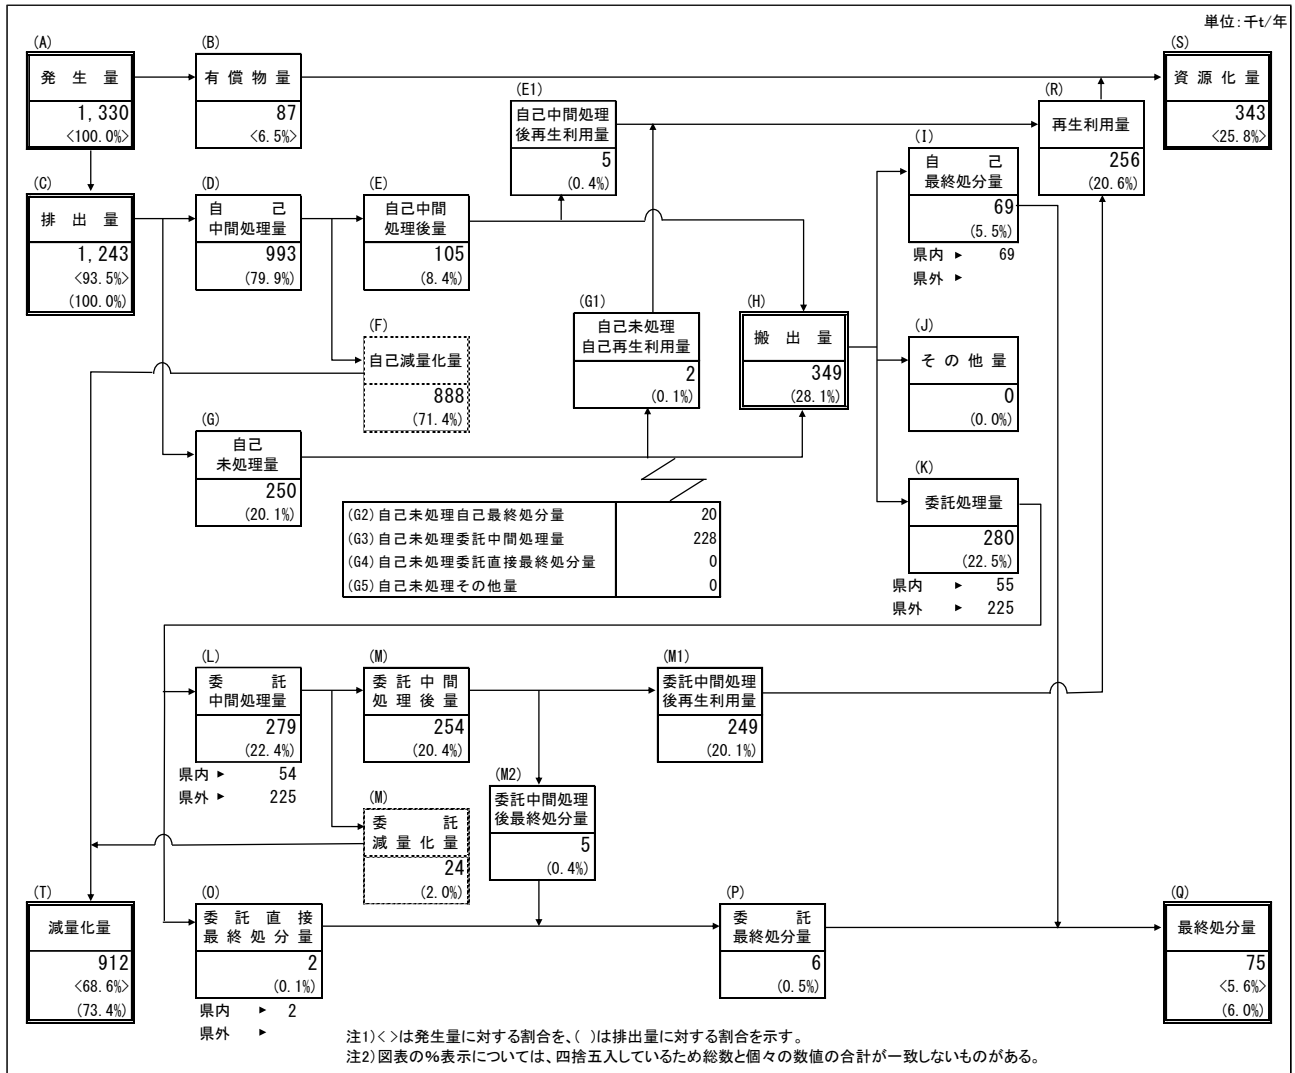 単位:千t/年
(A)
発生量
1,330
<100.0%>
(B)
有償物量
87
<6.5%>
(S)
資源化量
343
<25.8%>
(E1)
自己中間処理
後再生利用量
5
(0.4%)
(R)
再生利用量
256
(20.6%)
(I)
自己
最終処分量
69
(5.5%)
県内 ► 69
県外 ►
(C)
排出量
1,243
<93.5%>
(100.0%)
(D)
自己
中間処理量
993
(79.9%)
(E)
自己中間
処理後量
105
(8.4%)
(F)
自己減量化量
888
(71.4%)
(G1)
自己未処理
自己再生利用量
2
(0.1%)
(H)
搬出量
349
(28.1%)
(J)
その他量
0
(0.0%)
(G)
自己
未処理量
250
(20.1%)
(G2)自己未処理自己最終処分量 20
(G3)自己未処理委託中間処理量 228
(G4)自己未処理委託直接最終処分量 0
(G5)自己未処理その他量 0
(K)
委託処理量
280
(22.5%)
県内 ► 55
県外 ► 225
(L)
委託
中間処理量
279
(22.4%)
県内 ► 54
県外 ► 225
(M)
委託中間
処理後量
254
(20.4%)
(M1)
委託中間処理
後再生利用量
249
(20.1%)
(M)
委託
減量化量
24
(2.0%)
(M2)
委託中間処理
後最終処分量
5
(0.4%)
(T)
減量化量
912
<68.6%>
(73.4%)
(O)
委託直接
最終処分量
2
(0.1%)
県内 ► 2
県外 ►
(P)
委託
最終処分量
6
(0.5%)
(Q)
最終処分量
75
<5.6%>
(6.0%)
注1)< >は発生量に対する割合を、( )は排出量に対する割合を示す。
注2)図表の%表示については、四捨五入しているため総数と個々の数値の合計が一致しないものがある。